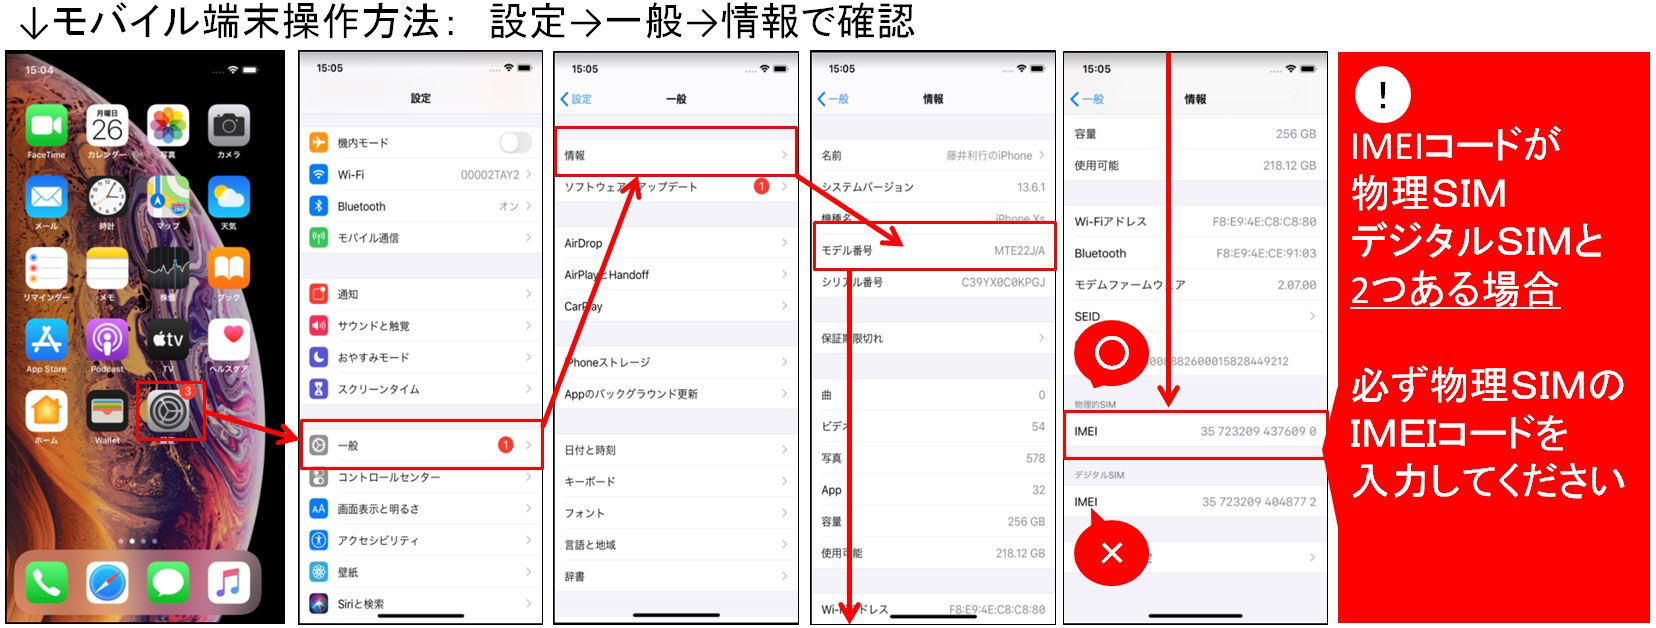 ↓モバイル端末操作方法： 設定→一般→情報で確認
15:04
月曜日
26
FaceTime
カレンダー
写真
カメラ
メール
時計
マップ
天気
リマインダー
メモ
株価
ブック
tv
App Store
Podcast
TV
ヘルスケア
3
ホーム
Wallet
設定
15:05
設定
機内モード
Wi-Fi 00002TAY2
Bluetooth オン
モバイル通信
通知
サウンドと触覚
おやすみモード
スクリーンタイム
一般 1
コントロールセンター
AA 画面表示と明るさ
アクセシビリティ
壁紙
Siriと検索
15:05
設定 一般
情報
ソフトウェアアップデート 1
AirDrop
AirPlayとHandoff
CarPlay
iPhoneストレージ
Appのバックグラウンド更新
日付と時刻
キーボード
フォント
言語と地域
辞書
15:05
一般 情報
名前 藤井利行のiPhone
システムバージョン 13.6.1
機種名 iPhone Xs
モデル番号 MTE22J/A
シリアル番号 C39YX0C0KPGJ
保証期限切れ
曲 0
ビデオ 54
写真 578
App 32
容量 256 GB
使用可能 218.12 GB
Wi-Fiアドレス F8:E9:4E:C8:C8:80
15:05
一般 情報
容量 256 GB
使用可能 218.12 GB
Wi-Fiアドレス F8:E9:4E:C8:C8:80
Bluetooth F8:E9:4E:CE:91:03
モデムファームウェア 2.07.00
SEID
008882600015828449212
物理的SIM
IMEI 35 723209 437609 0
デジタルSIM
IMEI 35 723209 404877 2
×
!
IMEIコードが
物理SIM
デジタルSIMと
2つある場合
必ず物理SIMの
IMEIコードを
入力してください